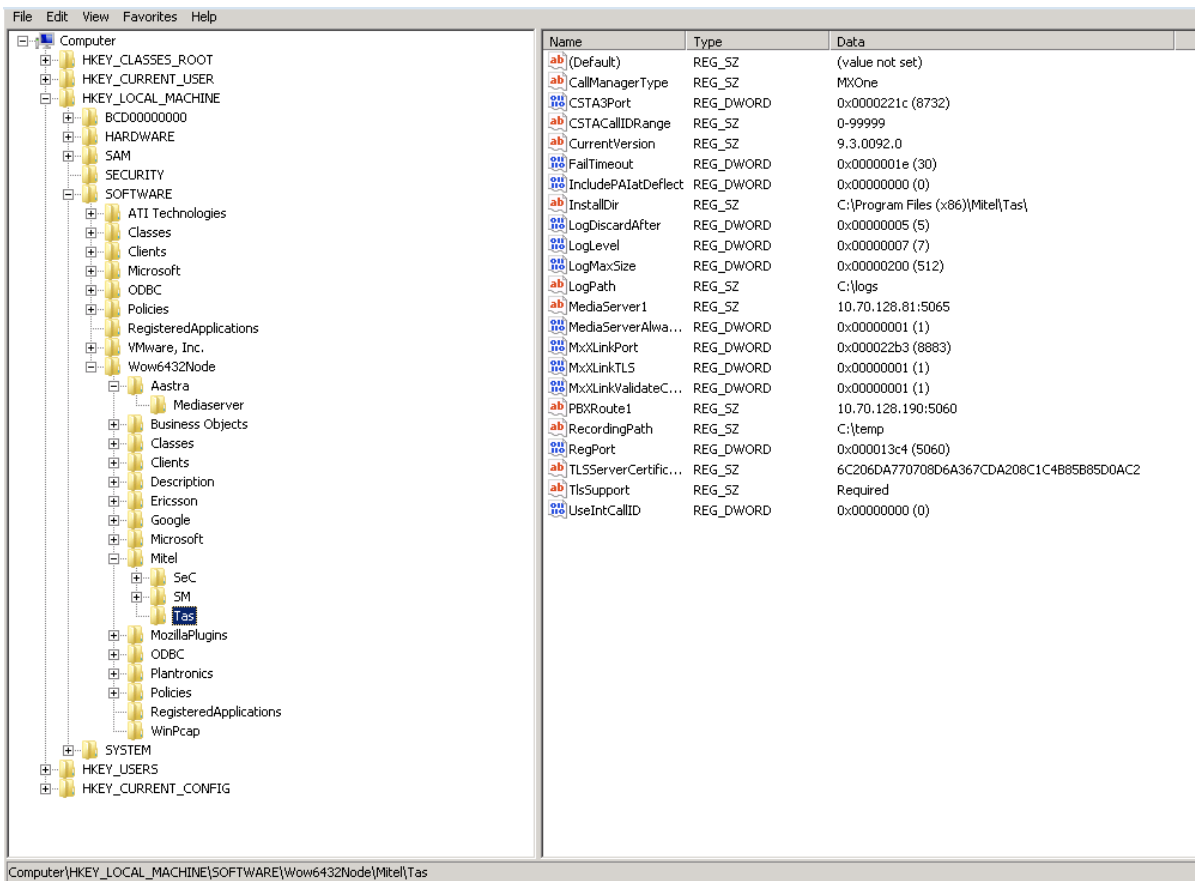 File Edit View Favorites Help
Computer
HKEY_CLASSES_ROOT
HKEY_CURRENT_USER
HKEY_LOCAL_MACHINE
BCD00000000
HARDWARE
SAM
SECURITY
SOFTWARE
ATI Technologies
Classes
Clients
Microsoft
ODBC
Policies
RegisteredApplications
VMware, Inc.
Wow6432Node
Aastra
Mediaserver
Business Objects
Classes
Clients
Description
Ericsson
Google
Microsoft
Mitel
SeC
SM
Tas
MozillaPlugins
ODBC
Plantronics
Policies
RegisteredApplications
WinPcap
SYSTEM
HKEY_USERS
HKEY_CURRENT_CONFIG
Name Type Data
(Default) REG_SZ (value not set)
CallManagerType REG_SZ MXOne
CSTA3Port REG_DWORD 0x0000221c (8732)
CSTACallIDRange REG_SZ 0-99999
CurrentVersion REG_SZ 9.3.0092.0
FailTimeout REG_DWORD 0x0000001e (30)
IncludePAIatDeflect REG_DWORD 0x00000000 (0)
InstallDir REG_SZ C:\Program Files (x86)\Mitel\Tas\
LogDiscardAfter REG_DWORD 0x00000005 (5)
LogLevel REG_DWORD 0x00000007 (7)
LogMaxSize REG_DWORD 0x00000200 (512)
LogPath REG_SZ C:\logs
MediaServer1 REG_SZ 10.70.128.81:5065
MediaServerAlwa... REG_DWORD 0x00000001 (1)
MxXLinkPort REG_DWORD 0x000022b3 (8883)
MxXLinkTLS REG_DWORD 0x00000001 (1)
MxXLinkValidateC... REG_DWORD 0x00000001 (1)
PBXRoute1 REG_SZ 10.70.128.190:5060
RecordingPath REG_SZ C:\temp
RegPort REG_DWORD 0x000013c4 (5060)
TLSServerCertific... REG_SZ 6C206DA770708D6A367CDA208C1C4B85B85D0AC2
TlsSupport REG_SZ Required
UseIntCallID REG_DWORD 0x00000000 (0)
Computer\HKEY_LOCAL_MACHINE\SOFTWARE\Wow6432Node\Mitel\Tas